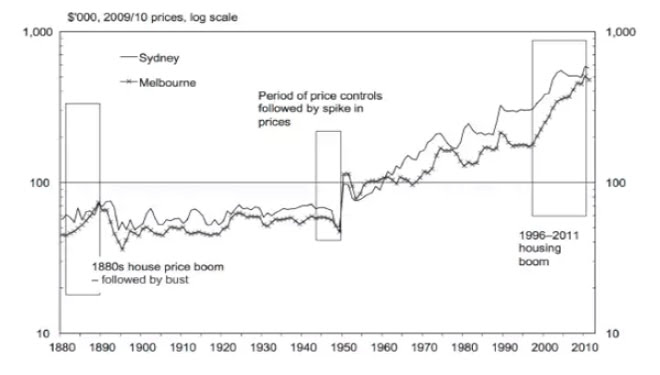 $'000, 2009/10 prices, log scale
1,000
1,000
Sydney
Melbourne
Period of price controls
followed by spike in
prices
100
100
1996–2011
housing
boom
1880s house price boom
– followed by bust
10
10
1880 1890 1900 1910 1920 1930 1940 1950 1960 1970 1980 1990 2000 2010